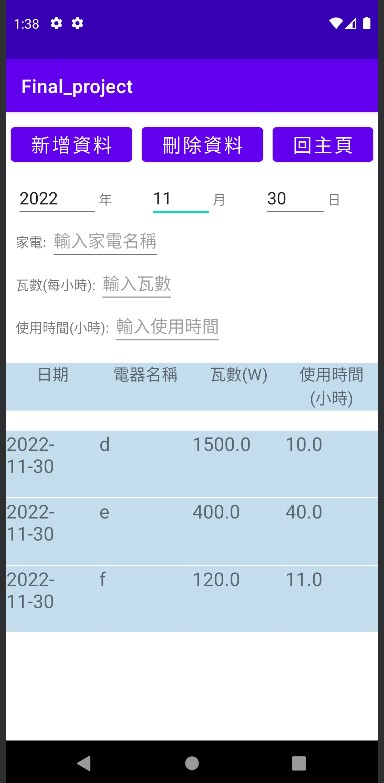 1:38
Final_project
新增資料 刪除資料 回主頁
2022 年 11 月 30 日
家電: 輸入家電名稱
瓦數(每小時): 輸入瓦數
使用時間(小時): 輸入使用時間
日期 電器名稱 瓦數(W) 使用時間
(小時)
2022- d 1500.0 10.0
11-30
2022- e 400.0 40.0
11-30
2022- f 120.0 11.0
11-30